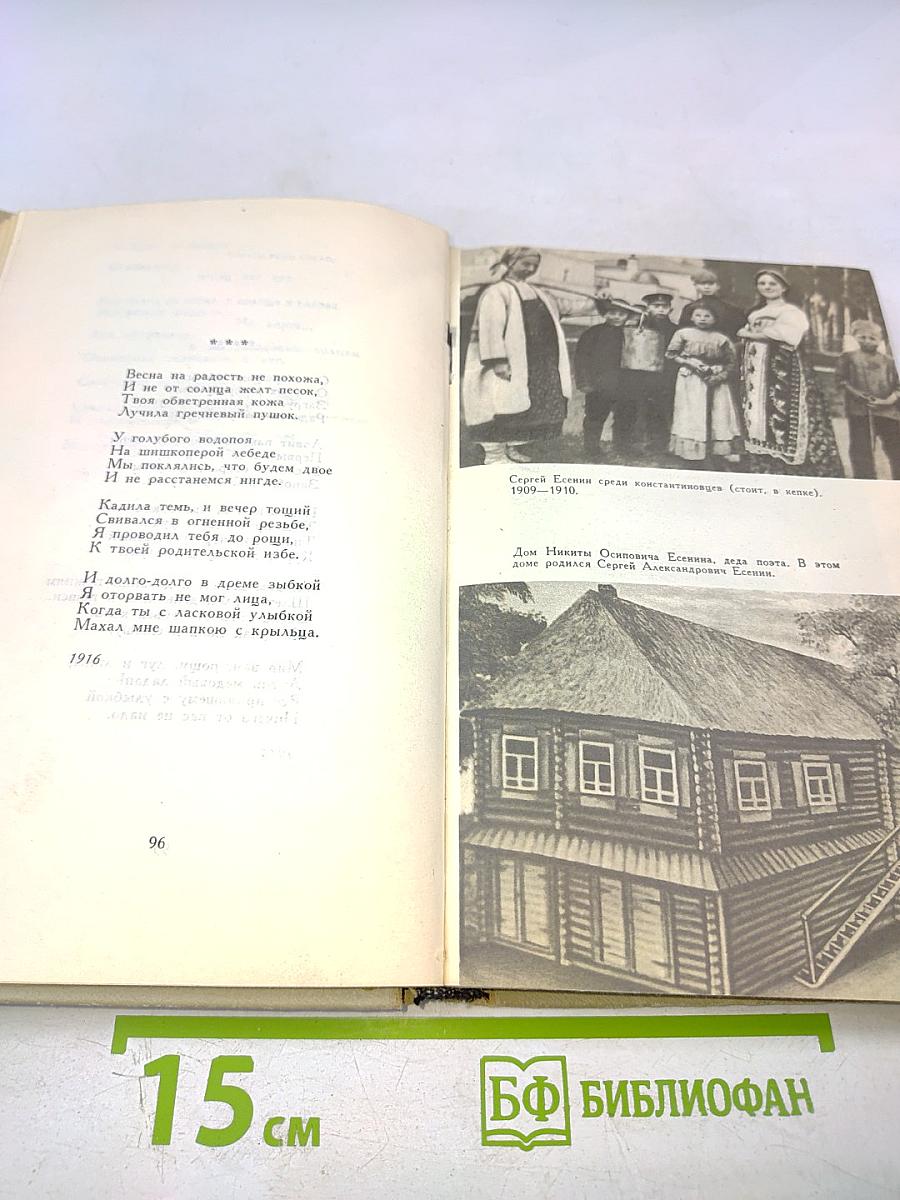 * * *
Весна на радость не похожа,
И не от солнца желт песок,
Твоя обветренная кожа
Лучила гречневый пушок.
У голубого водопоя
На шишкоперой лебеде
Мы поклялись, что будем двое
И не расстанемся нигде.
Кадила темь, и вечер тощий
Свивался в огненной резьбе,
Я проводил тебя до рощи,
К твоей родительской избе.
И долго-долго в дреме зыбкой
Я оторвать не мог лица,
Когда ты с ласковой улыбкой
Махал мне шапкою с крыльца.
1916
96
Сергей Есенин среди константиновцев (стоит, в кепке).
1909—1910.
Дом Никиты Осиповича Есенина, деда поэта. В этом
доме родился Сергей Александрович Есенин.
15 см
БФ БИБЛИОФАН